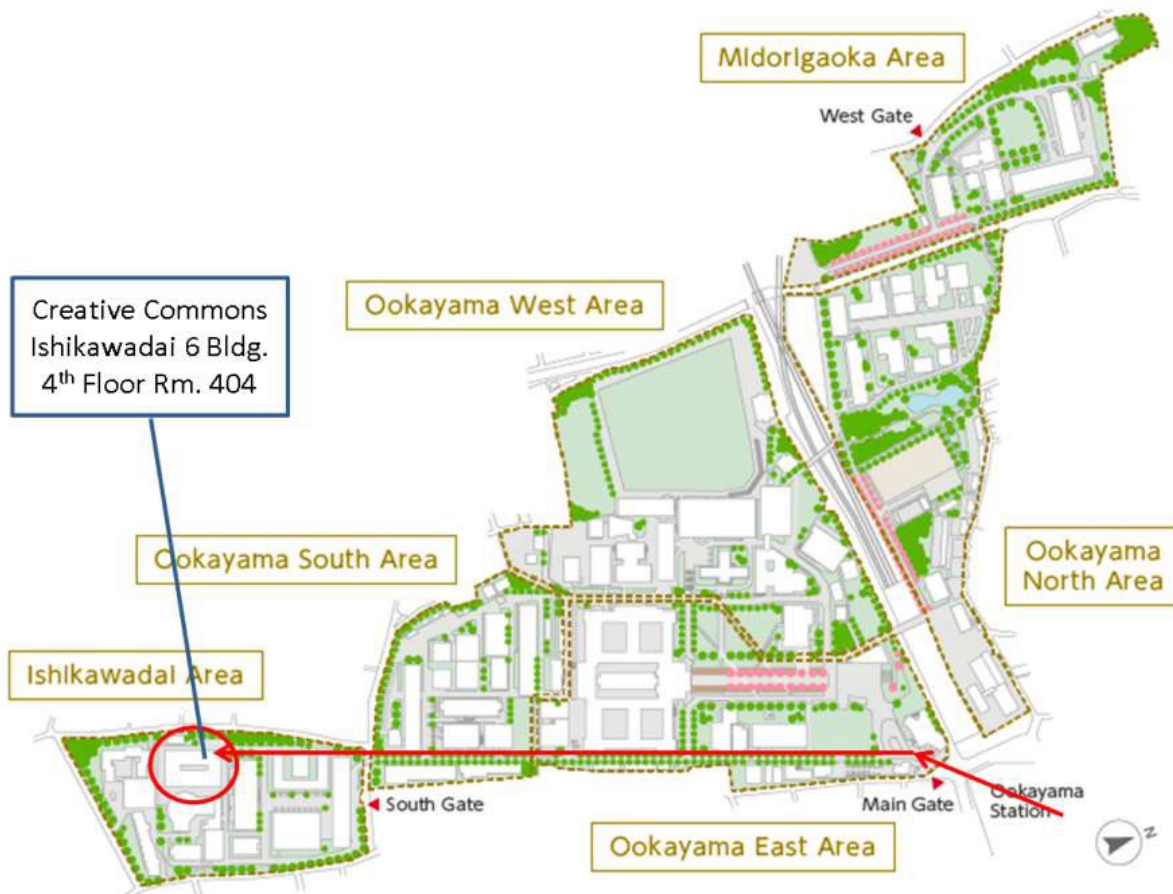 Midorigaoka Area
West Gate
Ookayama West Area
Creative Commons
Ishikawadai 6 Bldg.
4th Floor Rm. 404
Ookayama South Area
Ookayama
North Area
Ishikawadai Area
South Gate
Main Gate
Ookayama
Station
Ookayama East Area
N